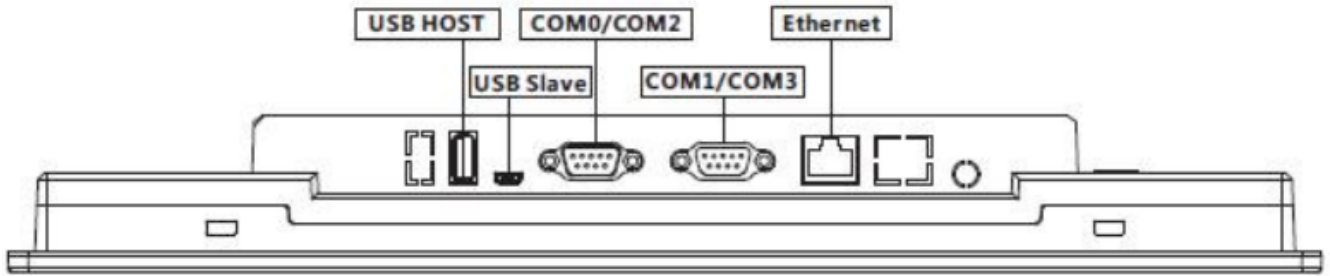 USB HOST
COM0/COM2
Ethernet
USB Slave
COM1/COM3